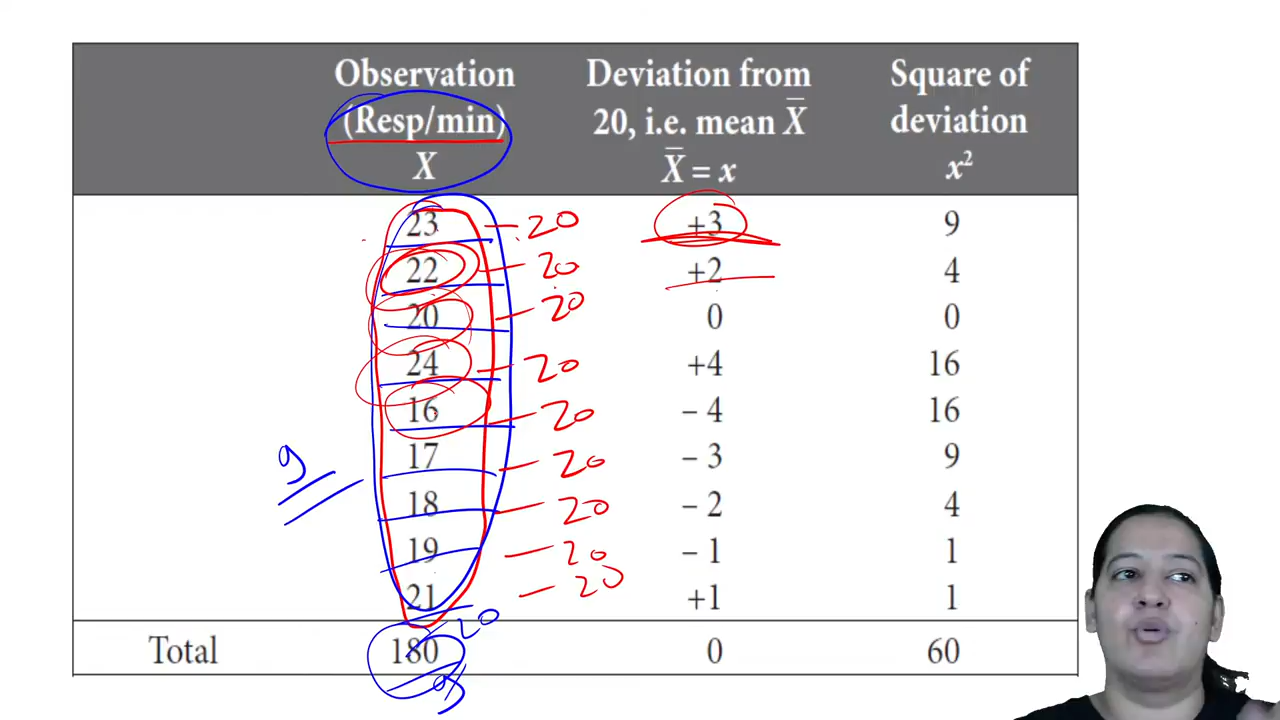 Observation Deviation from Square of
(Resp/min) 20, i.e. mean X̅ deviation
X X̅ = x x²
23 – 20 +3 9
22 – 20 +2 4
20 – 20 0 0
24 – 20 +4 16
16 – 20 – 4 16
17 – 20 – 3 9
9
18 – 20 – 2 4
19 – 20 – 1 1
21 – 20 +1 1
= 20
Total 180 0 60
9